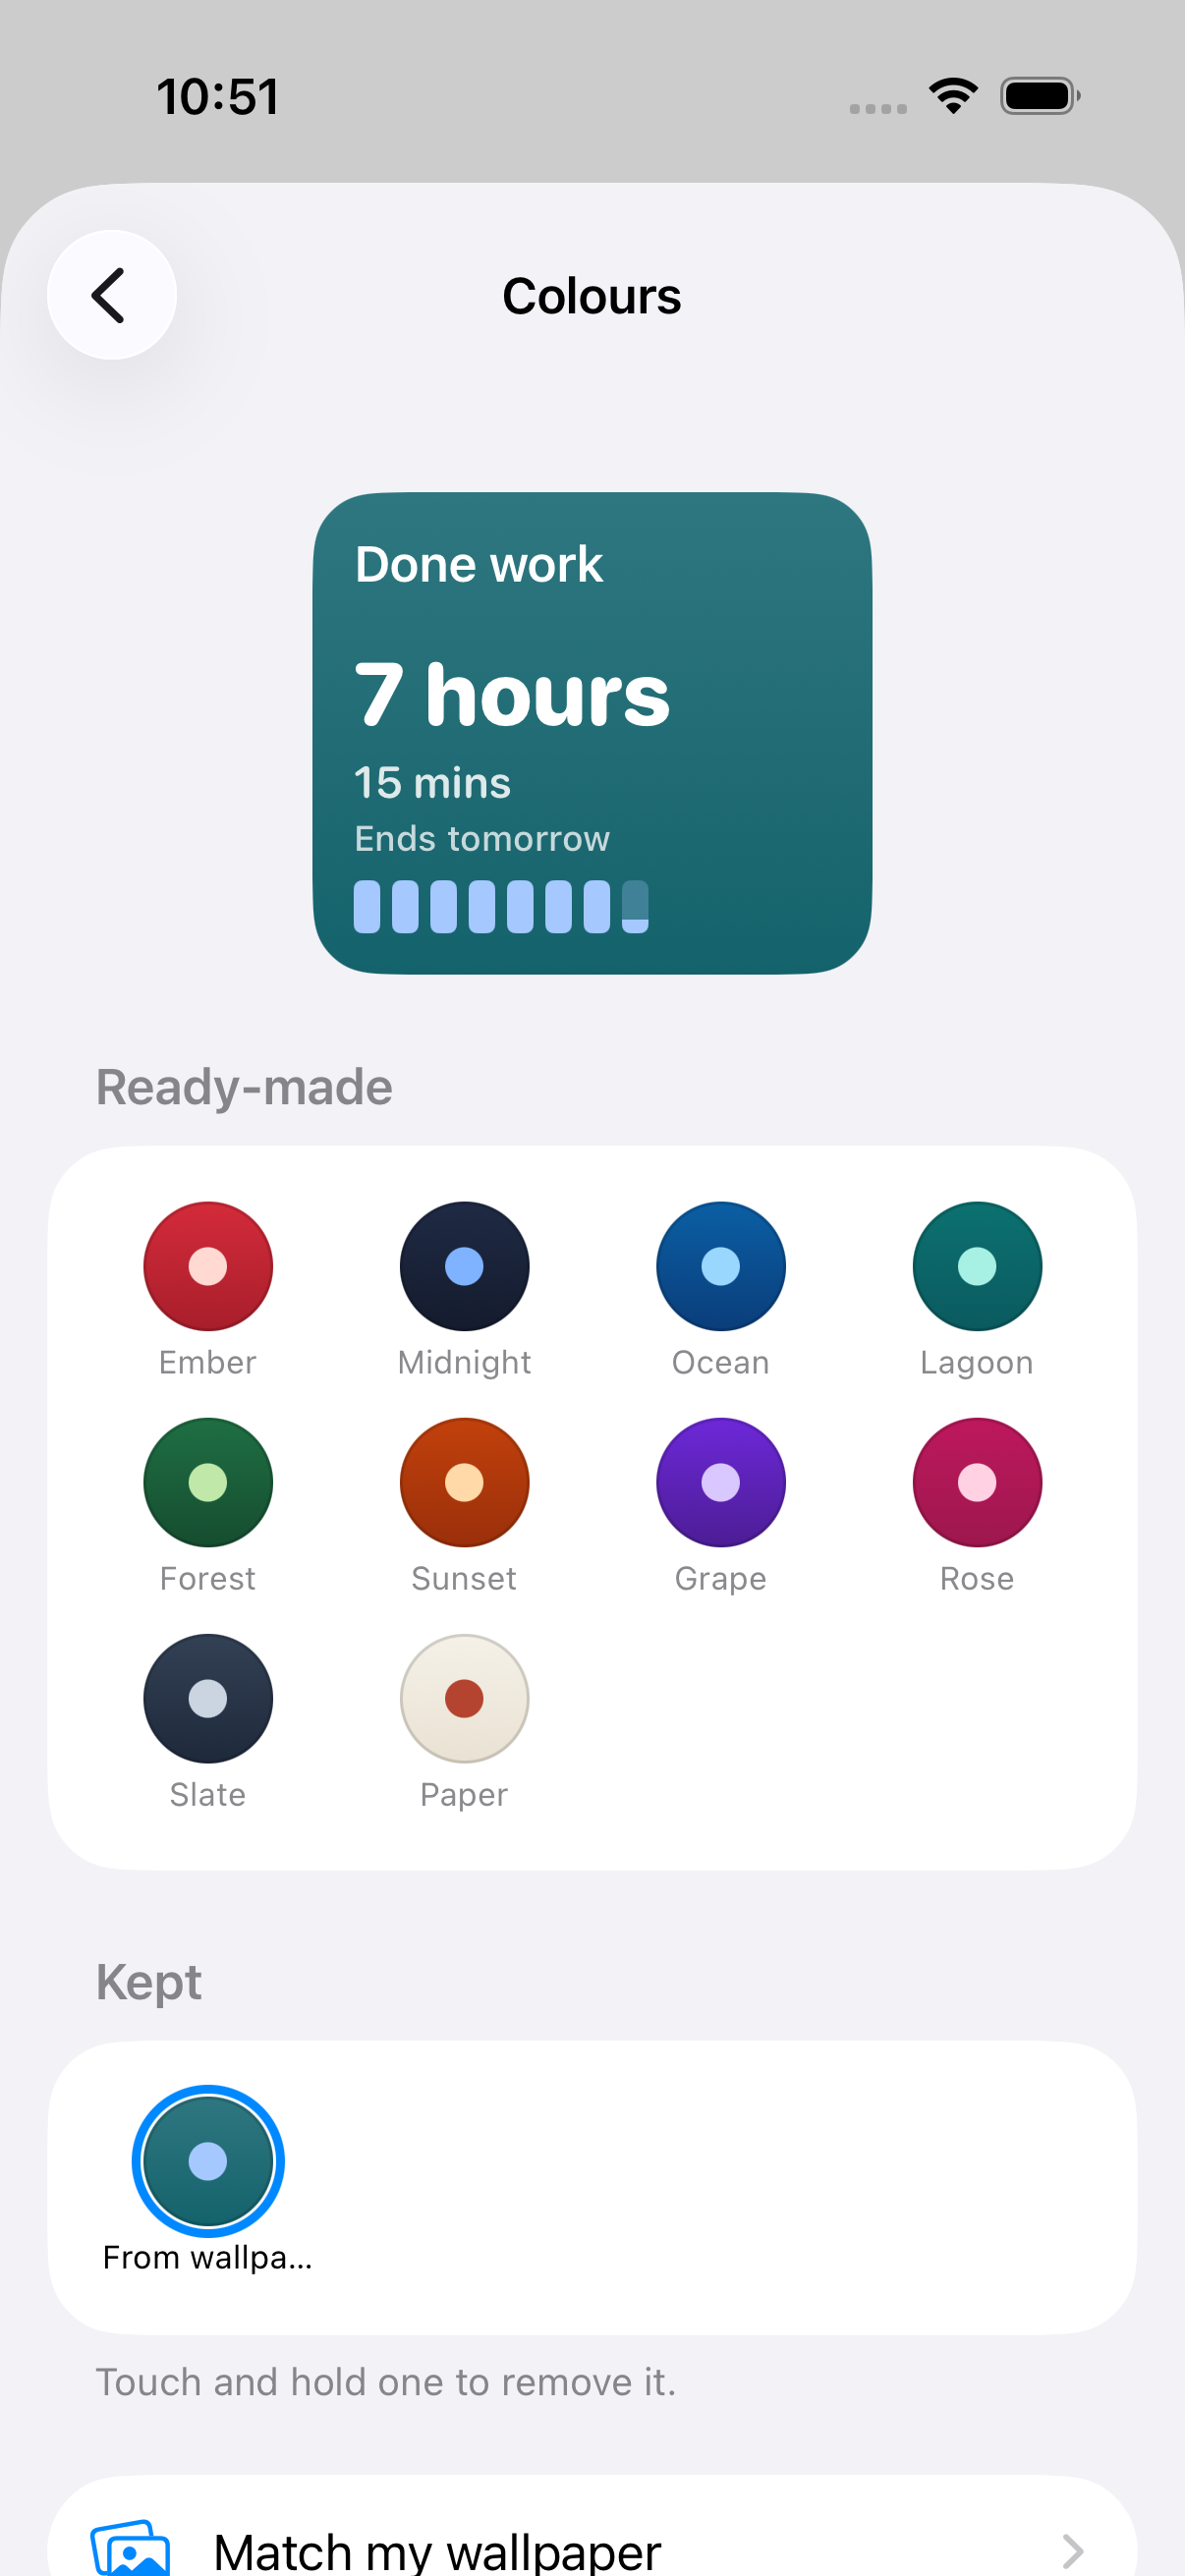 10:51
Colours
Done work
7 hours
15 mins
Ends tomorrow
Ready-made
Ember
Midnight
Ocean
Lagoon
Forest
Sunset
Grape
Rose
Slate
Paper
Kept
From wallpa...
Touch and hold one to remove it.
Match my wallpaper